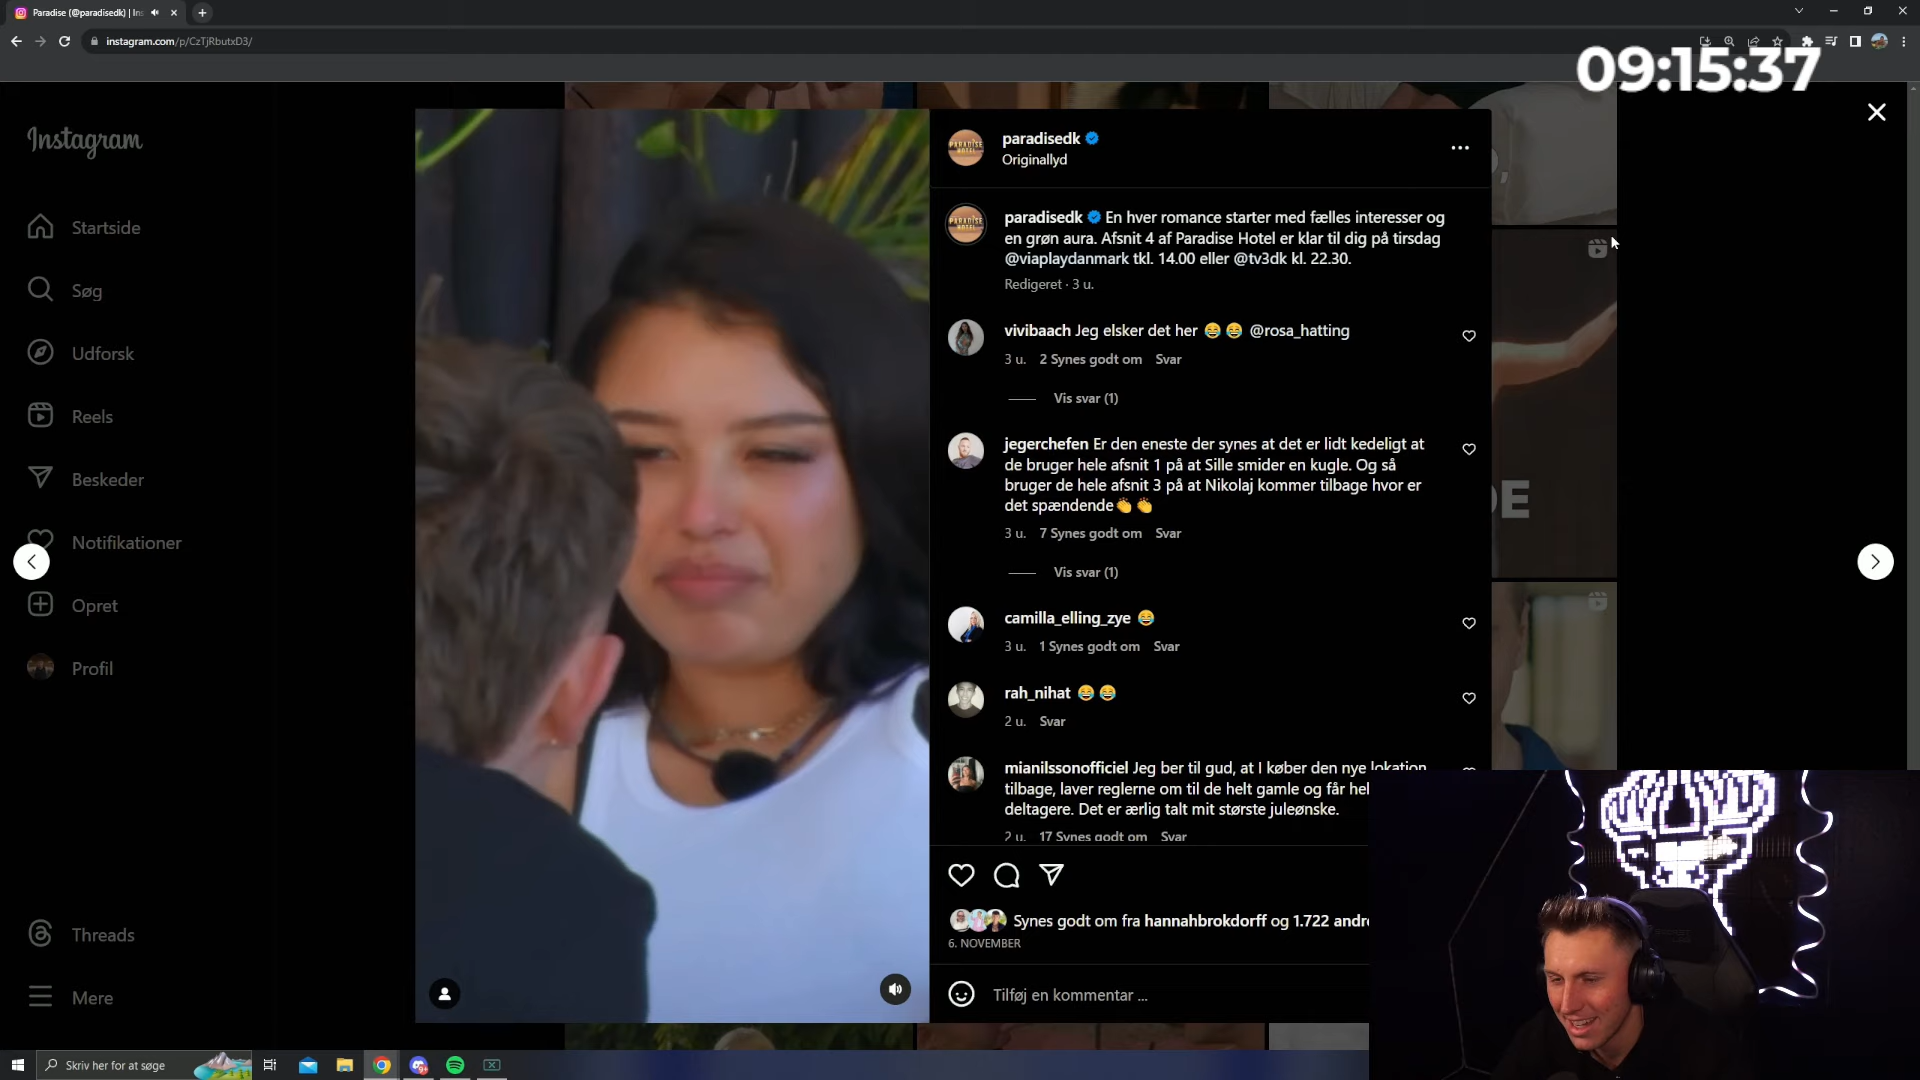 Paradise (@paradisedk) | Ins
instagram.com/p/CzTjRbutxD3/
09:15:37
Instagram
Startside
Søg
Udforsk
Reels
Beskeder
Notifikationer
Opret
Profil
Threads
Mere
paradisedk
Originallyd
paradisedk En hver romance starter med fælles interesser og
en grøn aura. Afsnit 4 af Paradise Hotel er klar til dig på tirsdag
@viaplaydanmark tkl. 14.00 eller @tv3dk kl. 22.30.
Redigeret · 3 u.
vivibaach Jeg elsker det her 😂😂 @rosa_hatting
3 u. 2 Synes godt om Svar
Vis svar (1)
jegerchefen Er den eneste der synes at det er lidt kedeligt at
de bruger hele afsnit 1 på at Sille smider en kugle. Og så
bruger de hele afsnit 3 på at Nikolaj kommer tilbage hvor er
det spændende👏👏
3 u. 7 Synes godt om Svar
Vis svar (1)
camilla_elling_zye 😂
3 u. 1 Synes godt om Svar
rah_nihat 😂😂
2 u. Svar
mianilssonofficiel Jeg ber til gud, at I køber den nye lokation
tilbage, laver reglerne om til de helt gamle og får hel
deltagere. Det er ærlig talt mit største juleønske.
2 u. 17 Synes godt om Svar
Synes godt om fra hannahbrokdorff og 1.722 andre
6. NOVEMBER
Tilføj en kommentar ...
DE
Skriv her for at søge